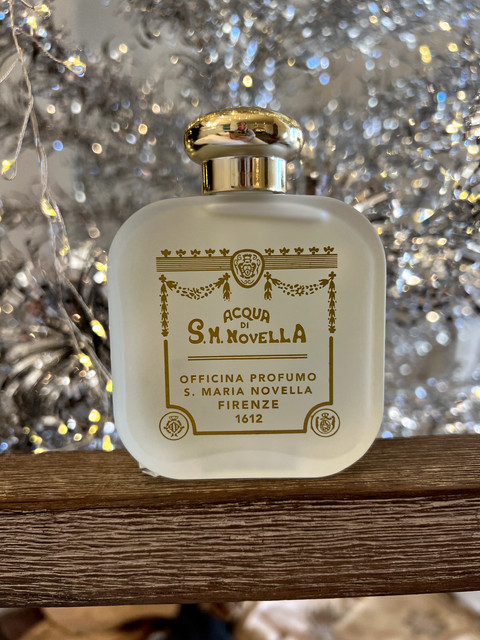 ACQUA
DI
S.M. NOVELLA
OFFICINA PROFUMO
S. MARIA NOVELLA
FIRENZE
1612